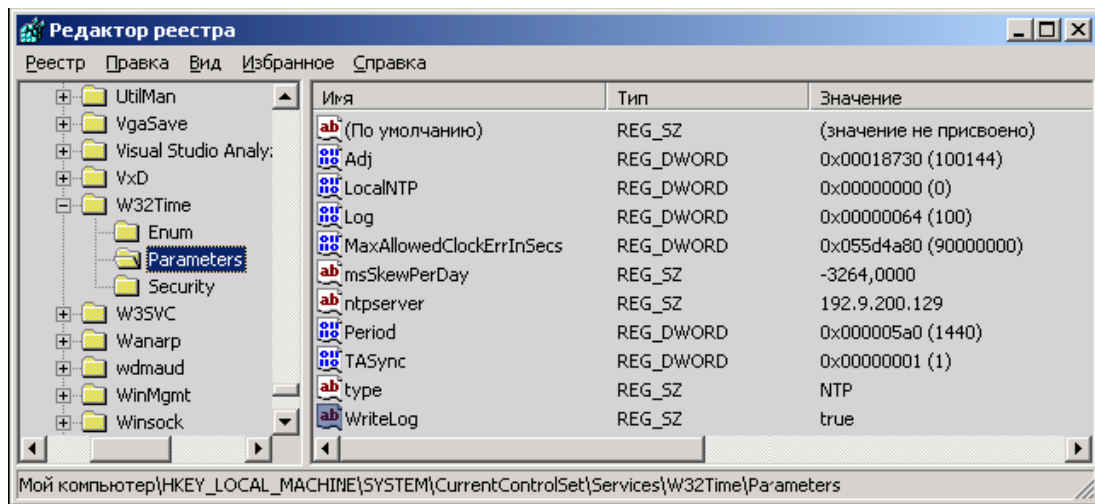 Редактор реестра
Реестр Правка Вид Избранное Справка
UtilMan
VgaSave
Visual Studio Analy:
VxD
W32Time
Enum
Parameters
Security
W3SVC
Wanarp
wdmaud
WinMgmt
Winsock
Имя Тип Значение
(По умолчанию) REG_SZ (значение не присвоено)
Adj REG_DWORD 0x00018730 (100144)
LocalNTP REG_DWORD 0x00000000 (0)
Log REG_DWORD 0x00000064 (100)
MaxAllowedClockErrInSecs REG_DWORD 0x055d4a80 (90000000)
msSkewPerDay REG_SZ -3264,0000
ntpserver REG_SZ 192.9.200.129
Period REG_DWORD 0x000005a0 (1440)
TASync REG_DWORD 0x00000001 (1)
type REG_SZ NTP
WriteLog REG_SZ true
Мой компьютер\HKEY_LOCAL_MACHINE\SYSTEM\CurrentControlSet\Services\W32Time\Parameters